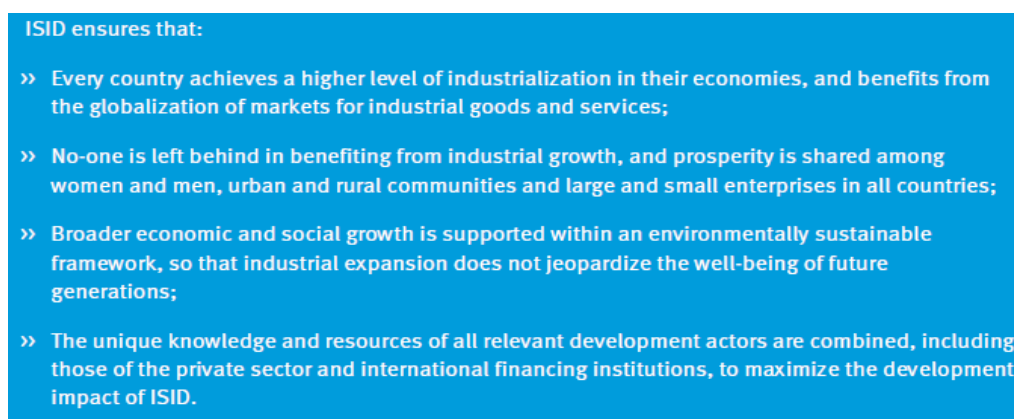 ISID ensures that:
›› Every country achieves a higher level of industrialization in their economies, and benefits from
the globalization of markets for industrial goods and services;
›› No-one is left behind in benefiting from industrial growth, and prosperity is shared among
women and men, urban and rural communities and large and small enterprises in all countries;
›› Broader economic and social growth is supported within an environmentally sustainable
framework, so that industrial expansion does not jeopardize the well-being of future
generations;
›› The unique knowledge and resources of all relevant development actors are combined, including
those of the private sector and international financing institutions, to maximize the development
impact of ISID.